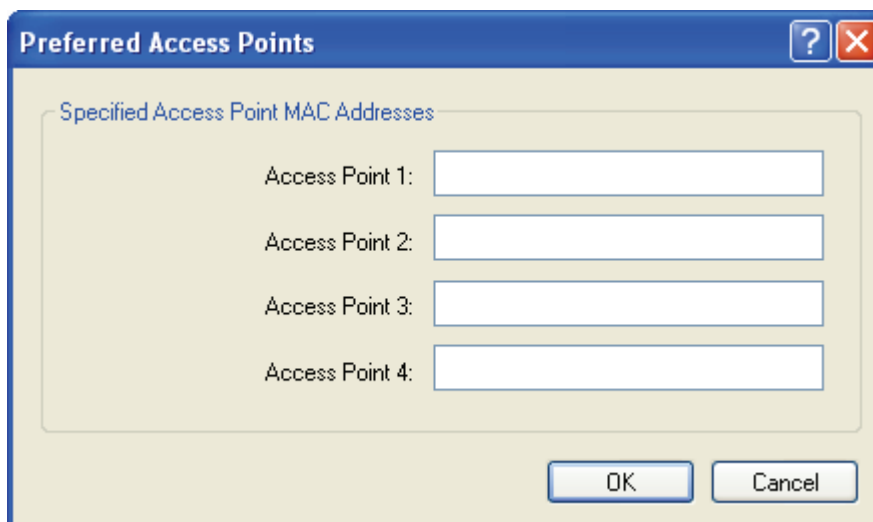 Preferred Access Points
?
Specified Access Point MAC Addresses
Access Point 1:
Access Point 2:
Access Point 3:
Access Point 4:
OK
Cancel